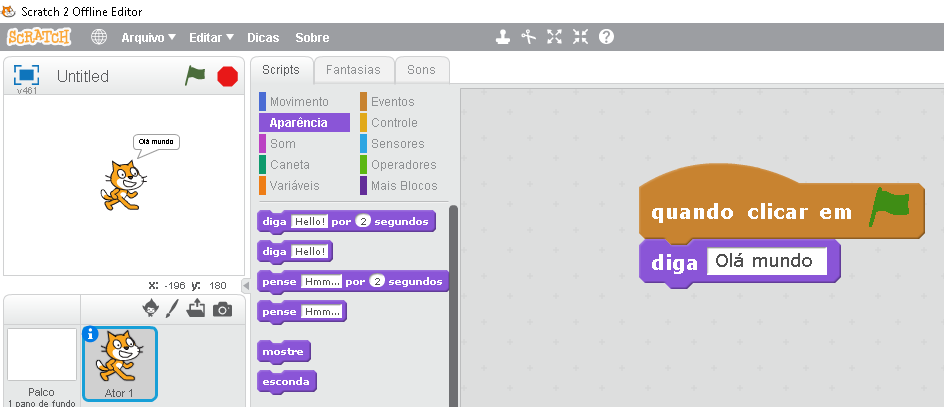 Scratch 2 Offline Editor
SCRATCH Arquivo Editar Dicas Sobre
v461 Untitled
Olá mundo
X: -196 y: 180
Palco
1 pano de fundo
Ator 1
Scripts Fantasias Sons
Movimento Eventos
Aparência Controle
Som Sensores
Caneta Operadores
Variáveis Mais Blocos
diga Hello! por 2 segundos
diga Hello!
pense Hmm... por 2 segundos
pense Hmm...
mostre
esconda
quando clicar em
diga Olá mundo